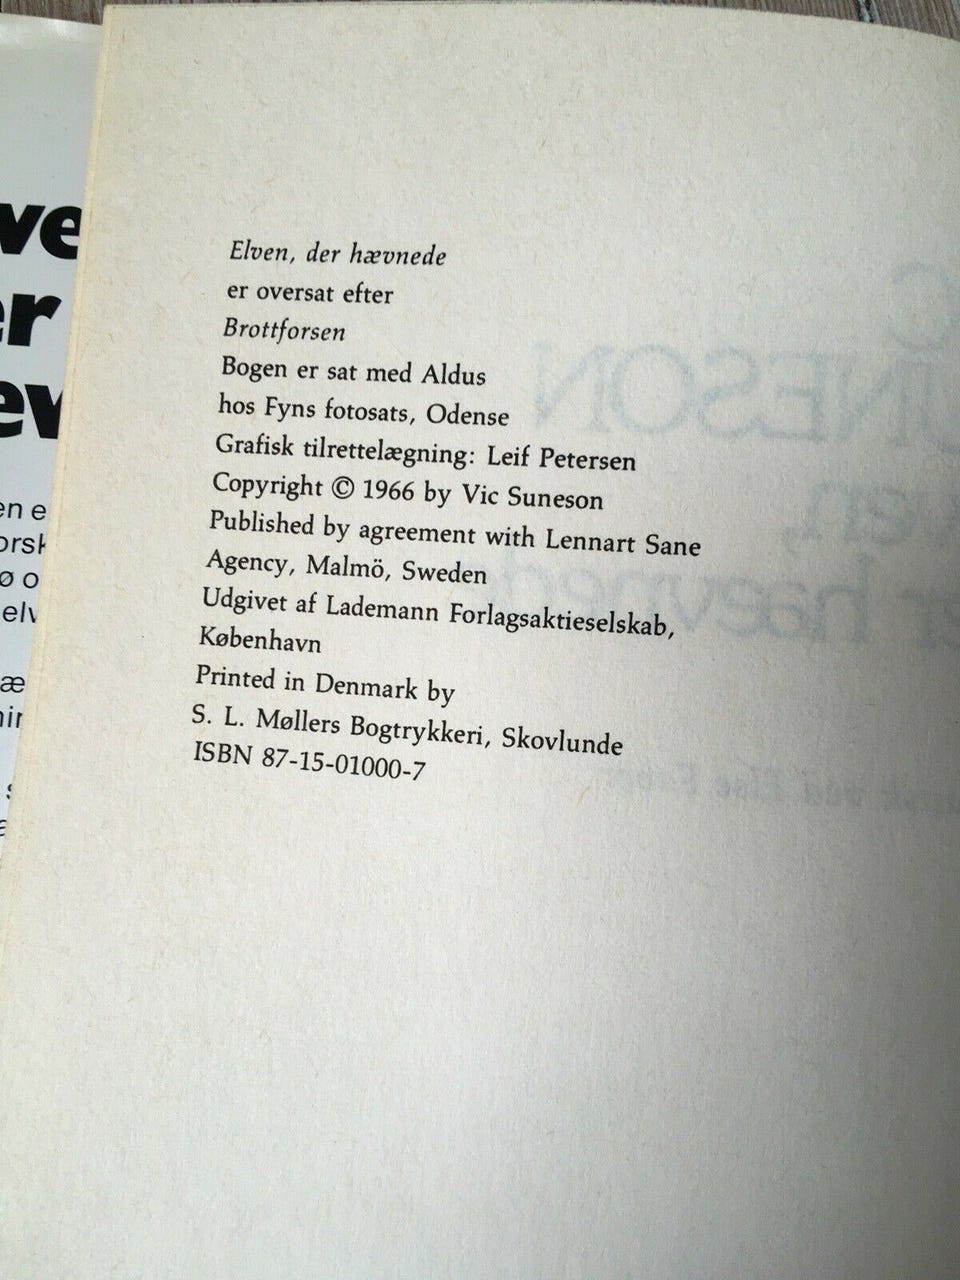 Elven, der hævnede
er oversat efter
Brottforsen
Bogen er sat med Aldus
hos Fyns fotosats, Odense
Grafisk tilrettelægning: Leif Petersen
Copyright © 1966 by Vic Suneson
Published by agreement with Lennart Sane
Agency, Malmö, Sweden
Udgivet af Lademann Forlagsaktieselskab,
København
Printed in Denmark by
S. L. Møllers Bogtrykkeri, Skovlunde
ISBN 87-15-01000-7